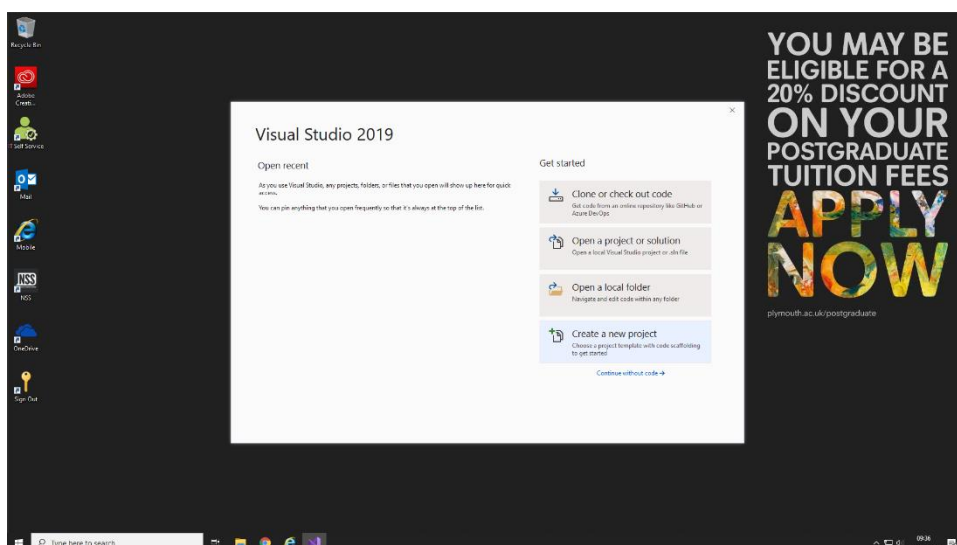 Recycle Bin
Adobe
Creati...
IT Self Service
Mail
Moodle
NSS
NSS
OneDrive
Sign Out
Visual Studio 2019
Open recent
As you use Visual Studio, any projects, folders, or files that you open will show up here for quick
access.
You can pin anything that you open frequently so that it's always at the top of the list.
Get started
Clone or check out code
Get code from an online repository like GitHub or
Azure DevOps
Open a project or solution
Open a local Visual Studio project or .sln file
Open a local folder
Navigate and edit code within any folder
Create a new project
Choose a project template with code scaffolding
to get started
Continue without code →
YOU MAY BE
ELIGIBLE FOR A
20% DISCOUNT
ON YOUR
POSTGRADUATE
TUITION FEES
APPLY
NOW
plymouth.ac.uk/postgraduate
Type here to search
09:36